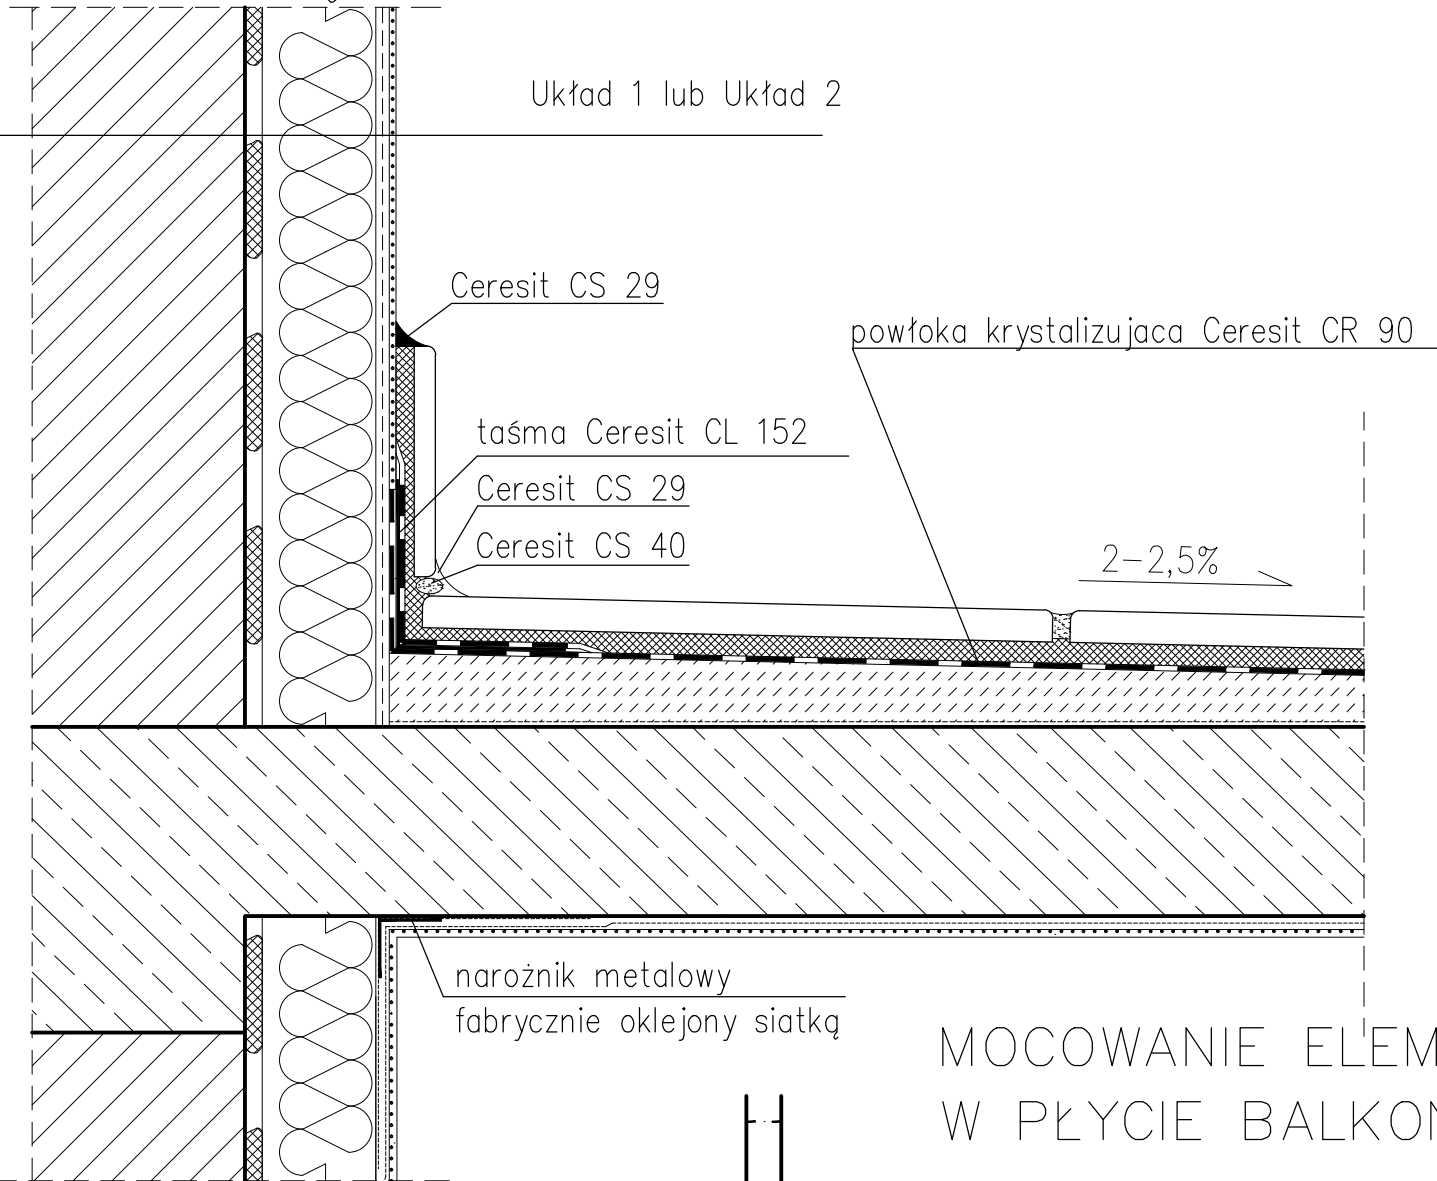 Układ 1 lub Układ 2
Ceresit CS 29
powłoka krystalizujaca Ceresit CR 90
taśma Ceresit CL 152
Ceresit CS 29
Ceresit CS 40
2-2,5%
narożnik metalowy
fabrycznie oklejony siatką
MOCOWANIE ELEM
W PŁYCIE BALKON